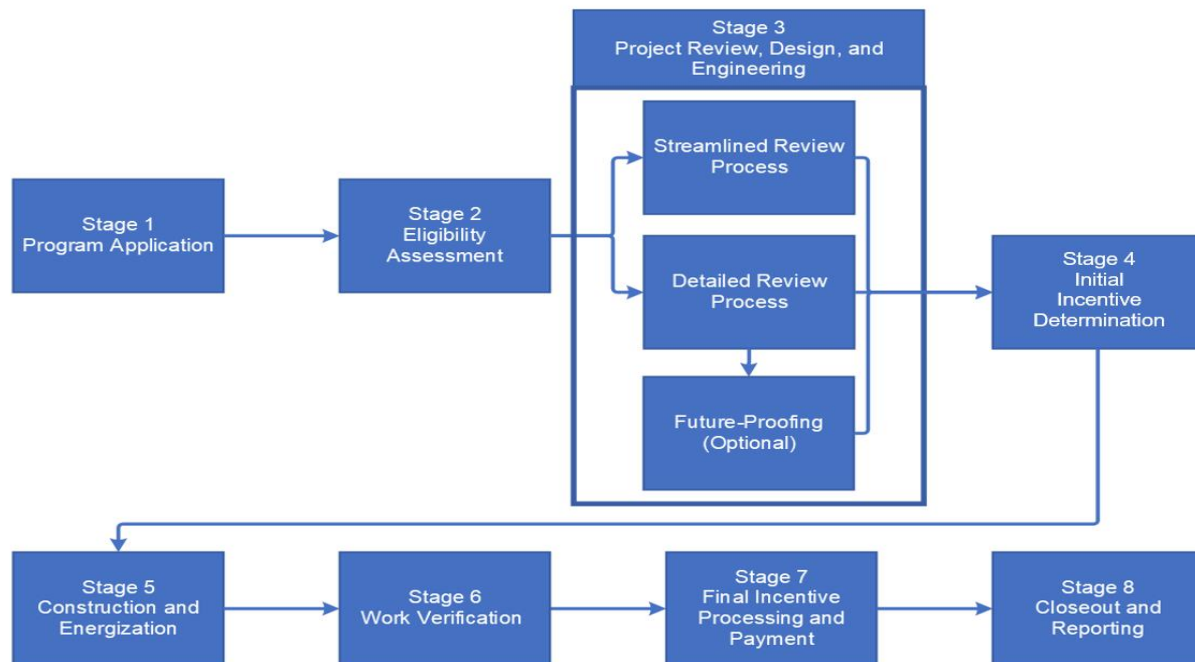 Stage 3
Project Review, Design, and
Engineering
Streamlined Review
Process
Stage 1
Program Application
Stage 2
Eligibility
Assessment
Detailed Review
Process
Stage 4
Initial
Incentive
Determination
Future-Proofing
(Optional)
Stage 5
Construction and
Energization
Stage 6
Work Verification
Stage 7
Final Incentive
Processing and
Payment
Stage 8
Closeout and
Reporting